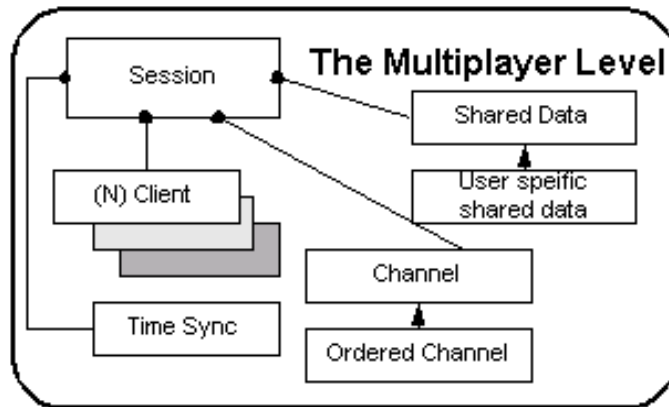 The Multiplayer Level
Session
Shared Data
User speific
shared data
(N) Client
Channel
Time Sync
Ordered Channel